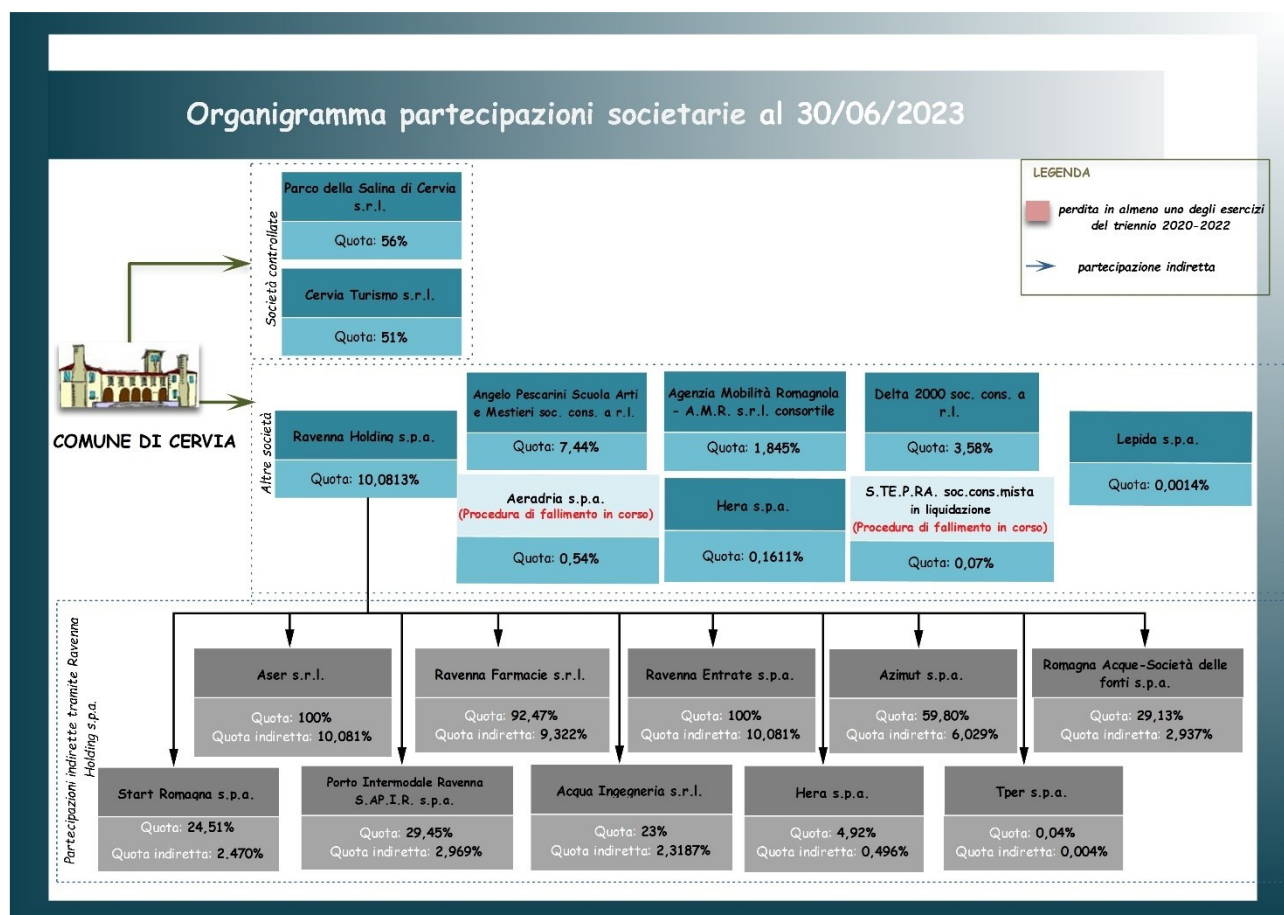 Organigramma partecipazioni societarie al 30/06/2023
LEGENDA
perdita in almeno uno degli esercizi
del triennio 2020-2022
partecipazione indiretta
Società controllate
Parco della Salina di Cervia
s.r.l.
Quota: 56%
Cervia Turismo s.r.l.
Quota: 51%
COMUNE DI CERVIA
Altre società
Ravenna Holding s.p.a.
Quota: 10,0813%
Angelo Pescarini Scuola Arti
e Mestieri soc. cons. a r.l.
Quota: 7,44%
Agenzia Mobilità Romagnola
- A.M.R. s.r.l. consortile
Quota: 1,845%
Delta 2000 soc. cons. a
r.l.
Quota: 3,58%
Lepida s.p.a.
Quota: 0,0014%
Aeradria s.p.a.
(Procedura di fallimento in corso)
Quota: 0,54%
Hera s.p.a.
Quota: 0,1611%
S.TE.P.RA. soc.cons.mista
in liquidazione
(Procedura di fallimento in corso)
Quota: 0,07%
Partecipazioni indirette tramite Ravenna
Holding s.p.a.
Aser s.r.l.
Quota: 100%
Quota indiretta: 10,081%
Ravenna Farmacie s.r.l.
Quota: 92,47%
Quota indiretta: 9,322%
Ravenna Entrate s.p.a.
Quota: 100%
Quota indiretta: 10,081%
Azimut s.p.a.
Quota: 59,80%
Quota indiretta: 6,029%
Romagna Acque-Società delle
fonti s.p.a.
Quota: 29,13%
Quota indiretta: 2,937%
Start Romagna s.p.a.
Quota: 24,51%
Quota indiretta: 2.470%
Porto Intermodale Ravenna
S.AP.I.R. s.p.a.
Quota: 29,45%
Quota indiretta: 2,969%
Acqua Ingegneria s.r.l.
Quota: 23%
Quota indiretta: 2,3187%
Hera s.p.a.
Quota: 4,92%
Quota indiretta: 0,496%
Tper s.p.a.
Quota: 0,04%
Quota indiretta: 0,004%